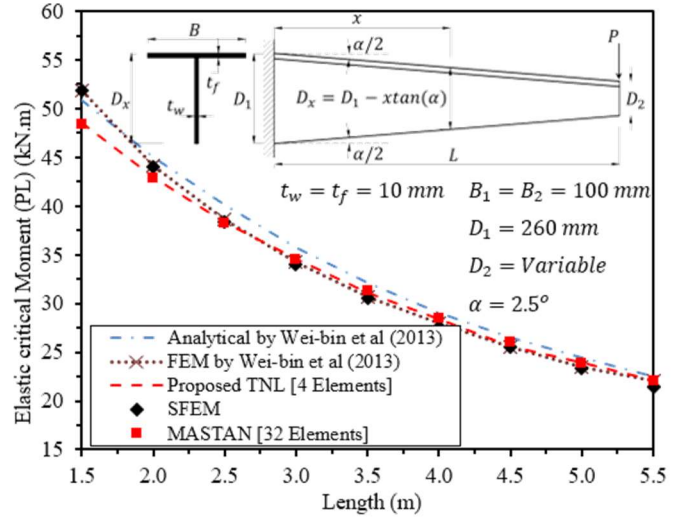 60
55
50
45
40
35
30
25
20
15
Elastic critical Moment (PL) (kN.m)
B
t_f
t_w
D_x
D_1
x
α/2
P
D_x = D_1 − xtan(α)
D_2
α/2
L
t_w = t_f = 10 mm
B_1 = B_2 = 100 mm
D_1 = 260 mm
D_2 = Variable
α = 2.5°
Analytical by Wei-bin et al (2013)
FEM by Wei-bin et al (2013)
Proposed TNL [4 Elements]
SFEM
MASTAN [32 Elements]
1.5 2.0 2.5 3.0 3.5 4.0 4.5 5.0 5.5
Length (m)